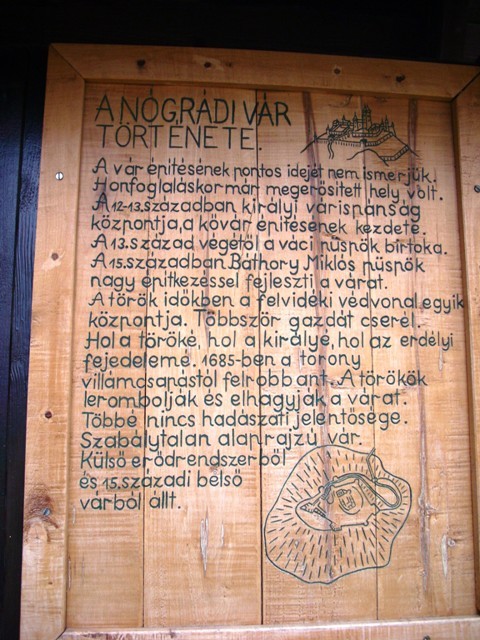 A NÓGRÁDI VÁR
TÖRTÉNETE.
A vár építésének pontos idejét nem ismerjük.
Honfoglaláskor már megerősített hely volt.
A 12-13.században királyi várispánság
központja, a kővár építésének kezdete.
A 13.század végétől a váci püspök birtoka.
A 15.században Báthory Miklós püspök
nagy építkezéssel fejleszti a várat.
A török időkben a felvidéki védvonal egyik
központja. Többször gazdát cserél.
Hol a töröké, hol a királyé, hol az erdélyi
fejedelemé. 1685-ben a torony
villámcsapástól felrobbant. A törökök
lerombolják és elhagyják a várat.
Többé nincs hadászati jelentősége.
Szabálytalan alaprajzú vár.
Külső erődrendszerből
és 15.századi belső
várból állt.